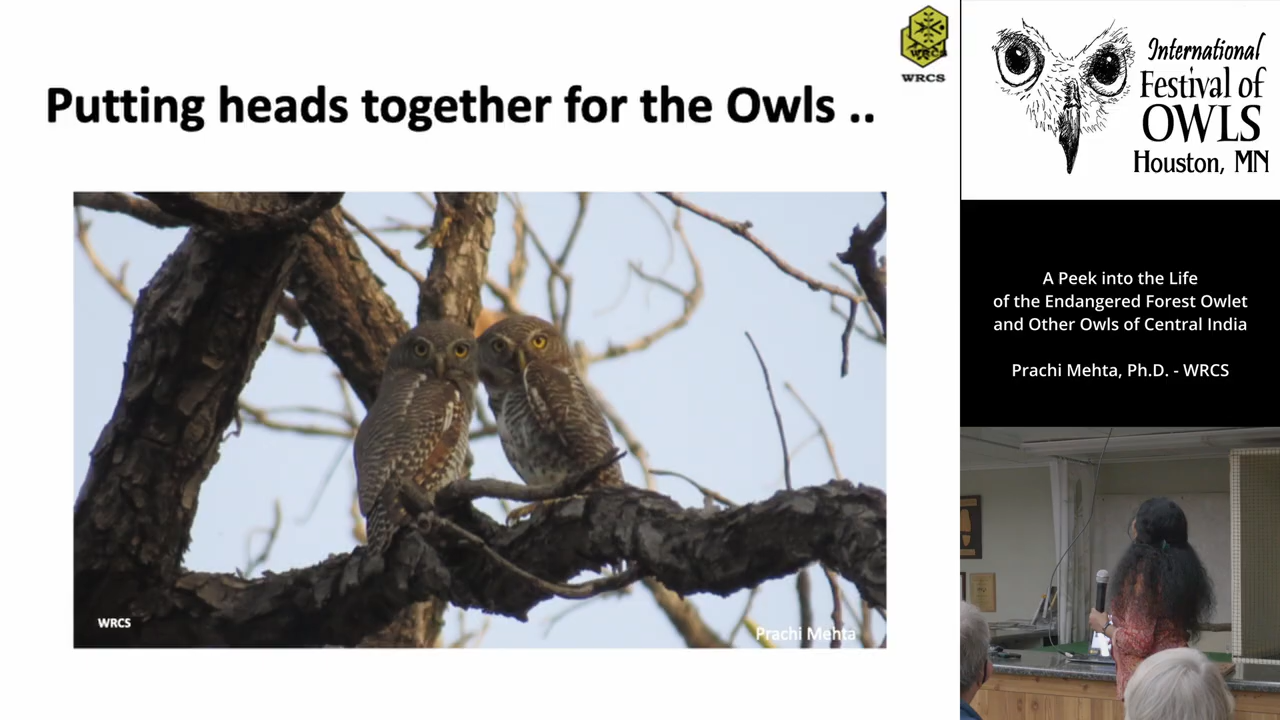 Putting heads together for the Owls ..
WRCS
WRCS
WRCS
Prachi Mehta
International
Festival of
OWLS
Houston, MN
A Peek into the Life
of the Endangered Forest Owlet
and Other Owls of Central India
Prachi Mehta, Ph.D. - WRCS